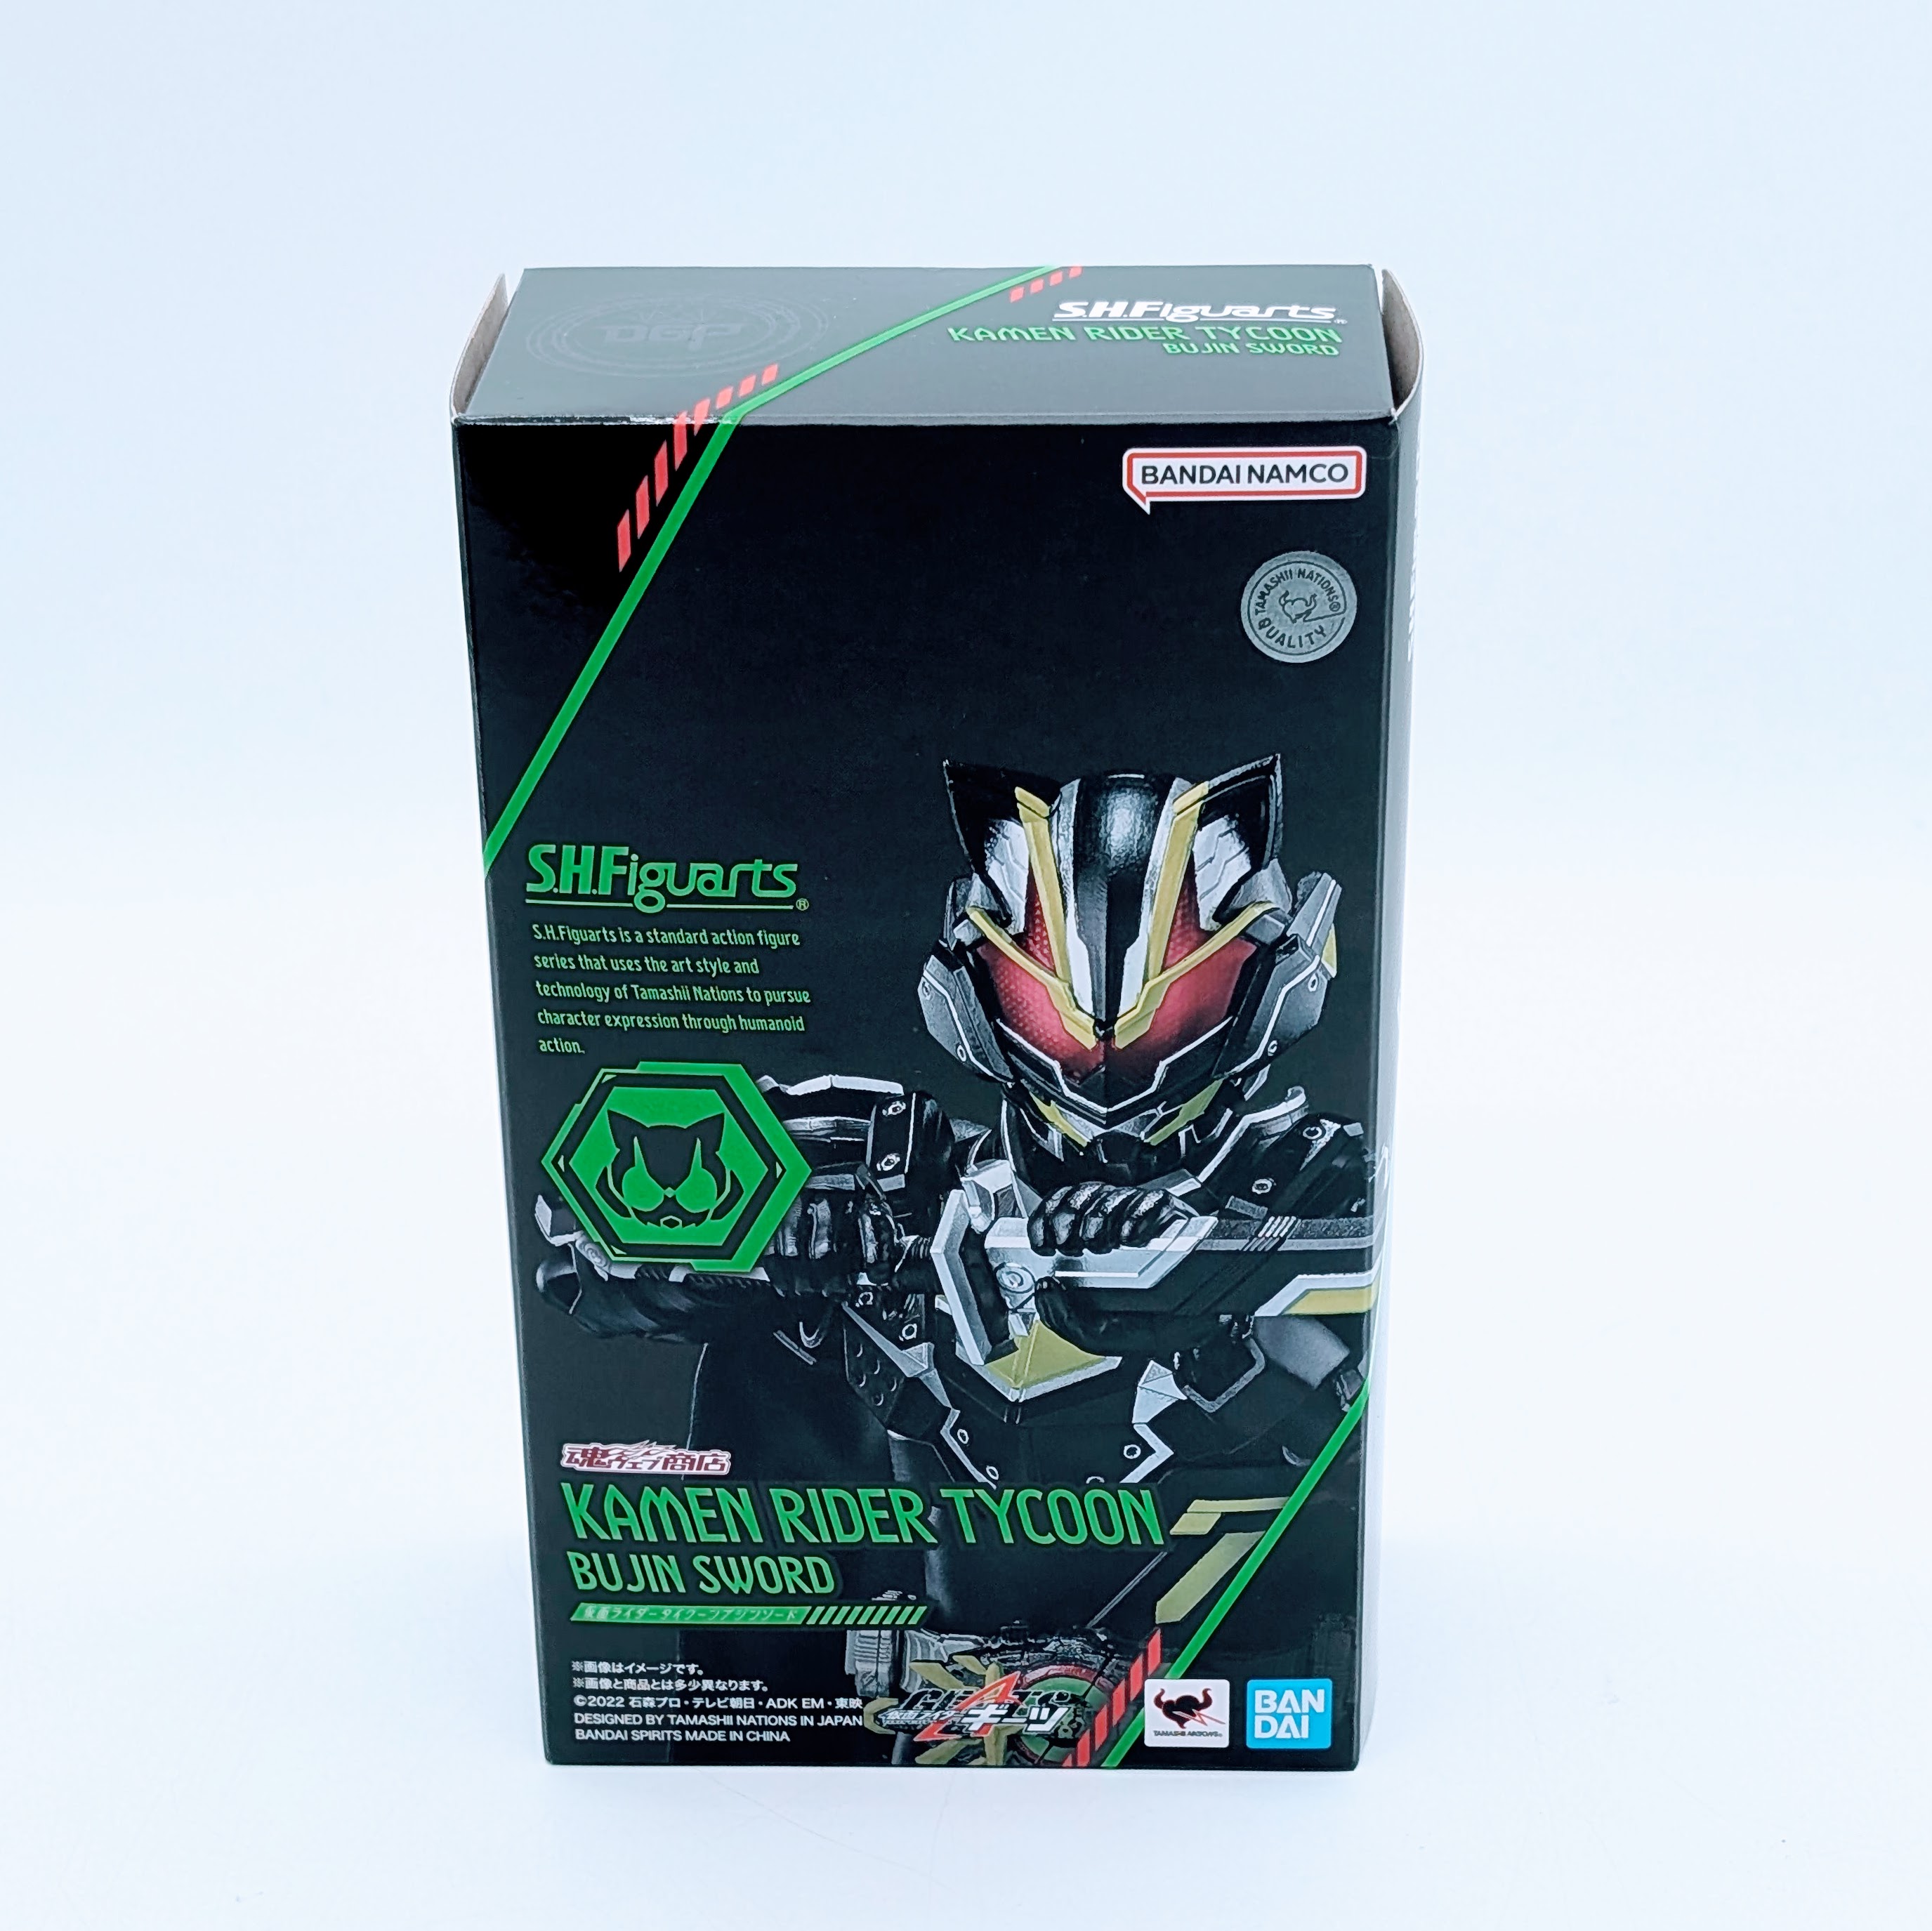 DGP
S.H.Figuarts®
KAMEN RIDER TYCOON
BUJIN SWORD
BANDAI NAMCO
TAMASHII NATIONS®
QUALITY
S.H.Figuarts®
S.H.Figuarts is a standard action figure
series that uses the art style and
technology of Tamashii Nations to pursue
character expression through humanoid
action.
魂ウェブ商店
KAMEN RIDER TYCOON
BUJIN SWORD
仮面ライダータイクーンブジンソード
※画像はイメージです。
※画像と商品とは多少異なります。
©2022 石森プロ・テレビ朝日・ADK EM・東映
DESIGNED BY TAMASHII NATIONS IN JAPAN
BANDAI SPIRITS MADE IN CHINA
GEATS
仮面ライダーギーツ
TAMASHII NATIONS
BAN
DAI